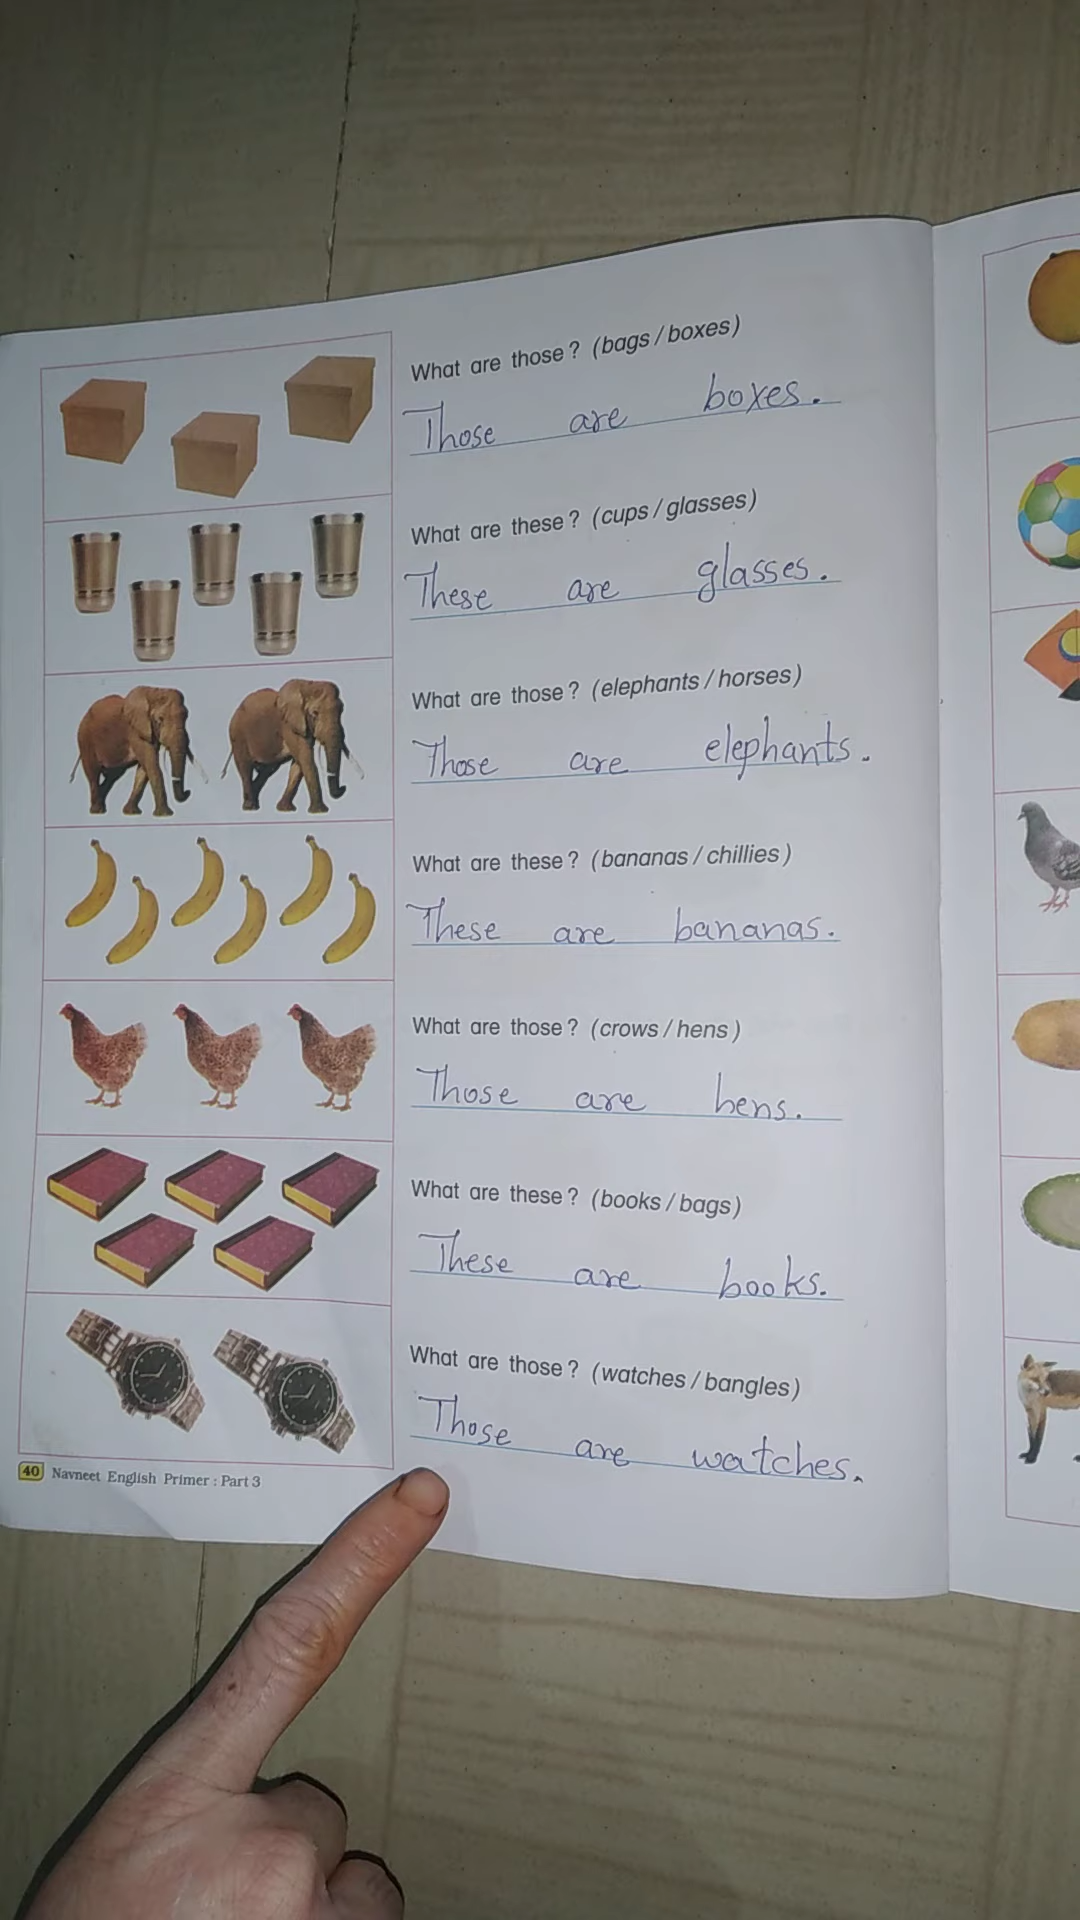 What are those? (bags / boxes)
Those are boxes.
What are these? (cups / glasses)
These are glasses.
What are those? (elephants / horses)
Those are elephants.
What are these? (bananas / chillies)
These are bananas.
What are those? (crows / hens)
Those are hens.
What are these? (books / bags)
These are books.
What are those? (watches / bangles)
Those are watches.
40 Navneet English Primer : Part 3